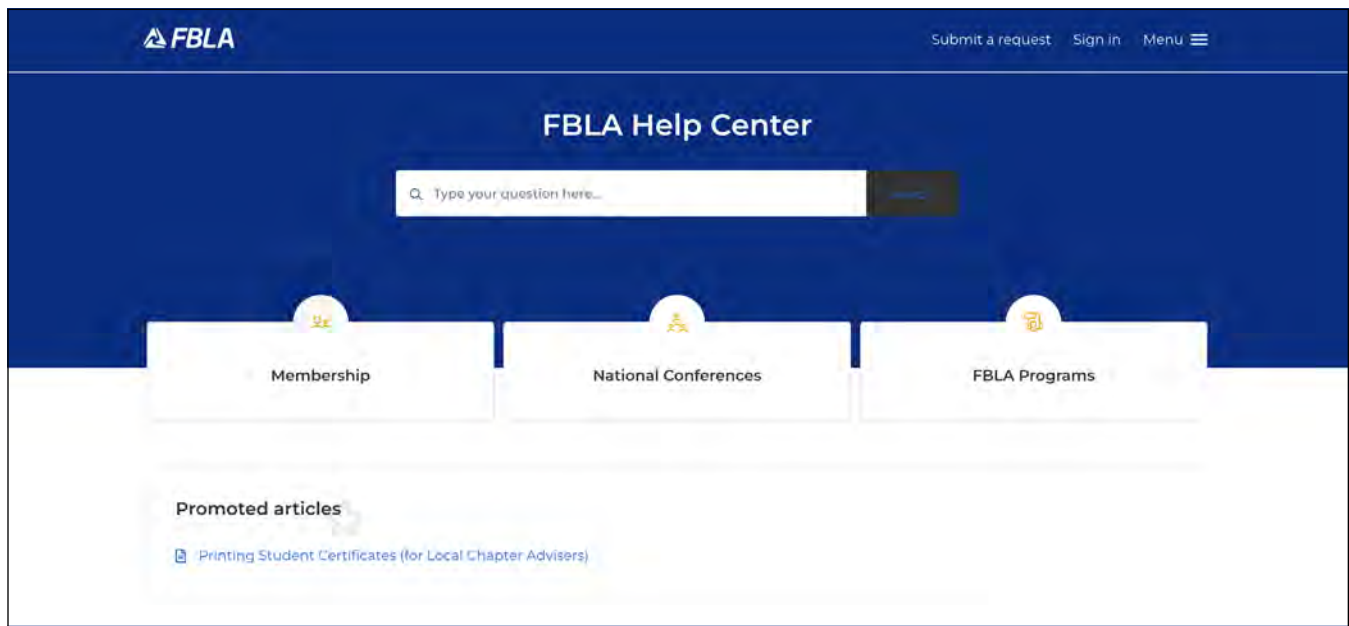 FBLA
Submit a request Sign in Menu
FBLA Help Center
Type your question here...
Membership
National Conferences
FBLA Programs
Promoted articles
Printing Student Certificates (for Local Chapter Advisers)